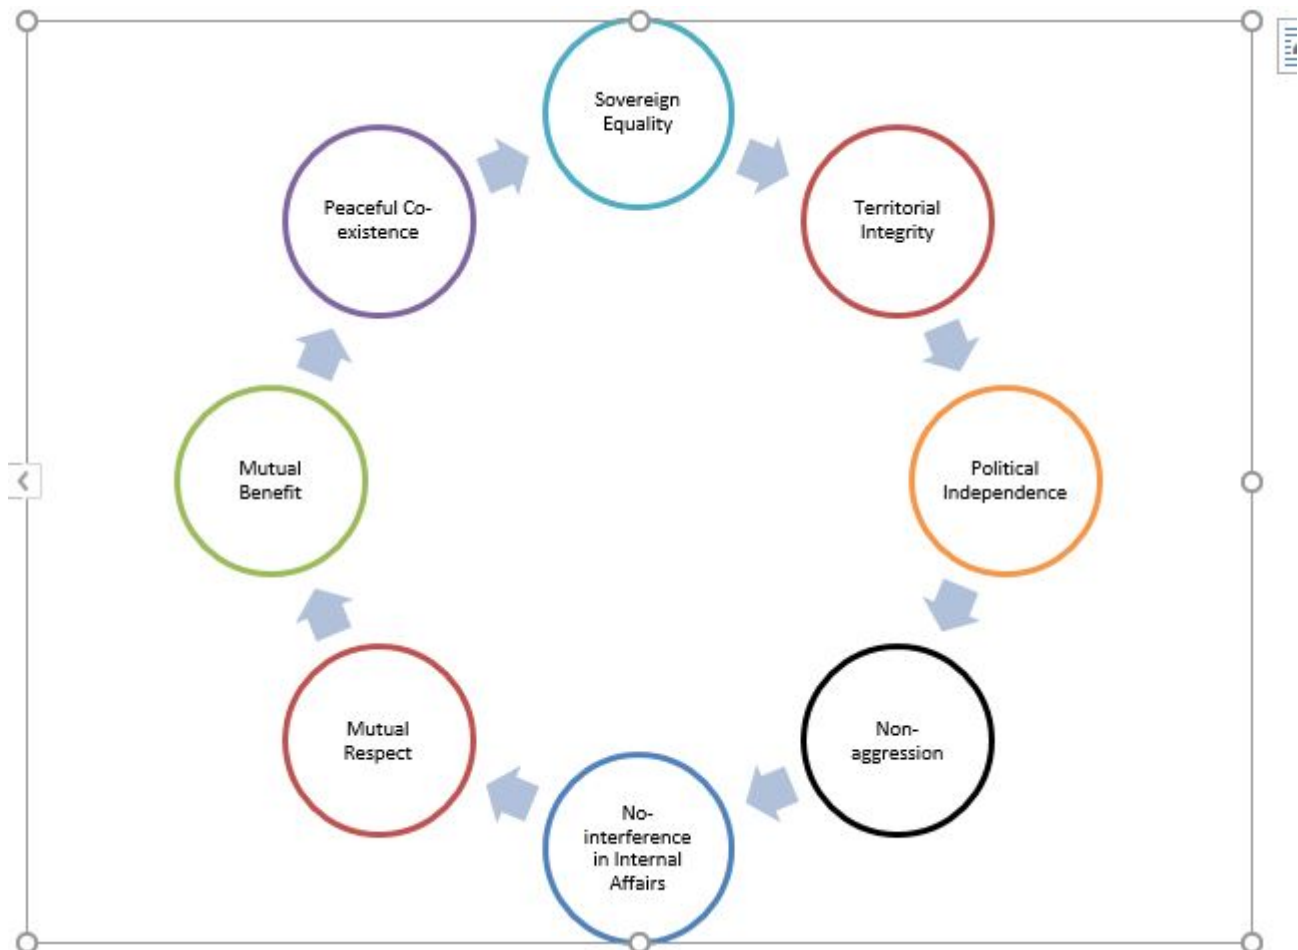 Sovereign
Equality
Territorial
Integrity
Political
Independence
Non-
aggression
No-
interference
in Internal
Affairs
Mutual
Respect
Mutual
Benefit
Peaceful Co-
existence